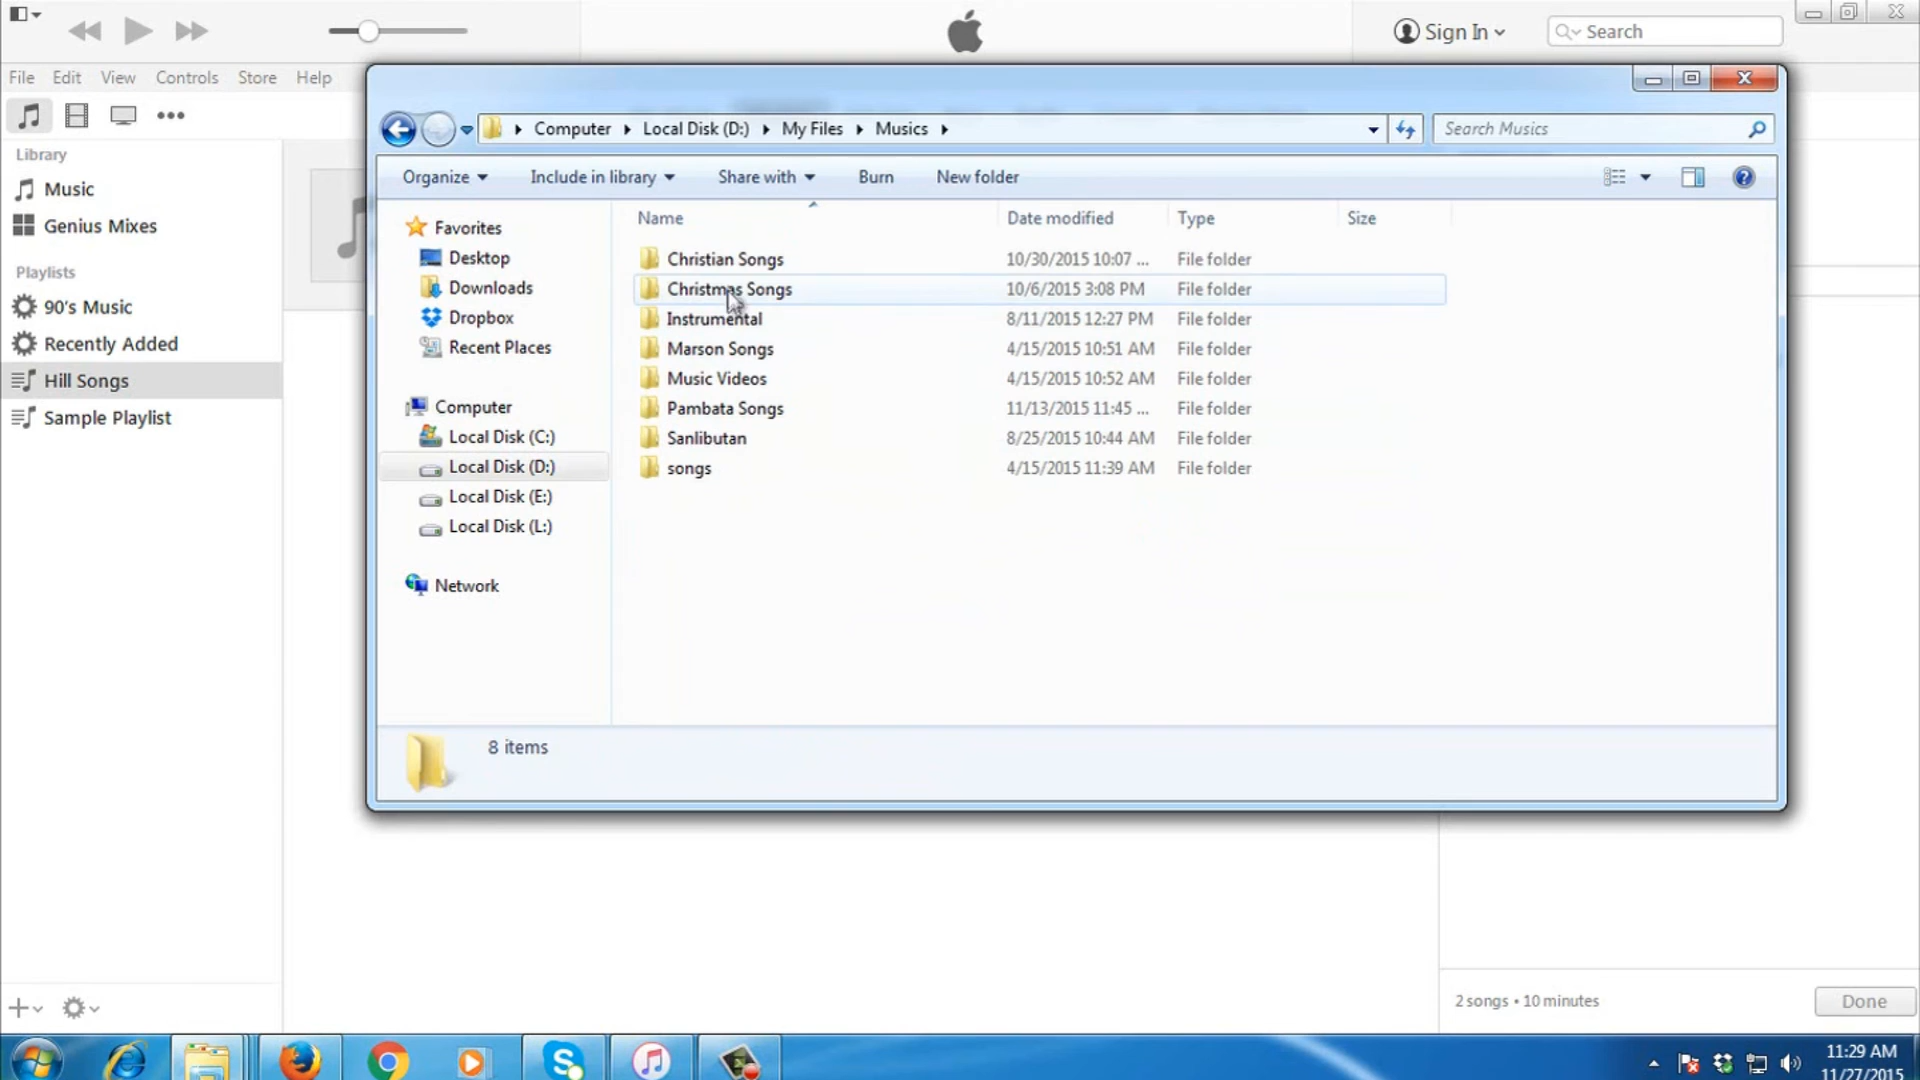 Sign In
Search
File Edit View Controls Store Help
Computer Local Disk (D:) My Files Musics
Search Musics
Organize Include in library Share with Burn New folder
Library
Music
Genius Mixes
Playlists
90's Music
Recently Added
Hill Songs
Sample Playlist
Favorites
Desktop
Downloads
Dropbox
Recent Places
Computer
Local Disk (C:)
Local Disk (D:)
Local Disk (E:)
Local Disk (L:)
Network
Name Date modified Type Size
Christian Songs 10/30/2015 10:07 ... File folder
Christmas Songs 10/6/2015 3:08 PM File folder
Instrumental 8/11/2015 12:27 PM File folder
Marson Songs 4/15/2015 10:51 AM File folder
Music Videos 4/15/2015 10:52 AM File folder
Pambata Songs 11/13/2015 11:45 ... File folder
Sanlibutan 8/25/2015 10:44 AM File folder
songs 4/15/2015 11:39 AM File folder
8 items
2 songs • 10 minutes
Done
11:29 AM
11/27/2015